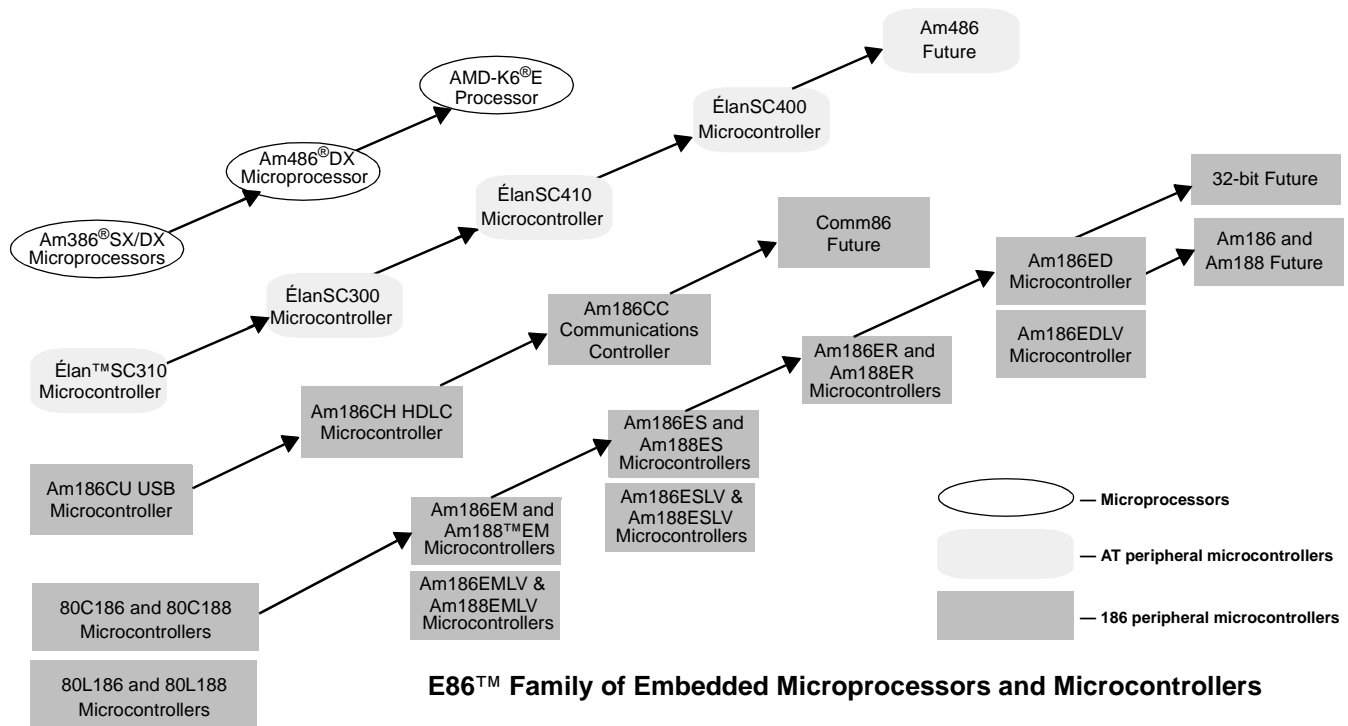 Am486
Future
AMD-K6®E
Processor
ÉlanSC400
Microcontroller
Am486®DX
Microprocessor
ÉlanSC410
Microcontroller
32-bit Future
Am386®SX/DX
Microprocessors
Comm86
Future
Am186 and
Am188 Future
Am186ED
Microcontroller
ÉlanSC300
Microcontroller
Am186CC
Communications
Controller
Am186EDLV
Microcontroller
Am186ER and
Am188ER
Microcontrollers
Élan™SC310
Microcontroller
Am186CH HDLC
Microcontroller
Am186ES and
Am188ES
Microcontrollers
Am186CU USB
Microcontroller
Am186ESLV &
Am188ESLV
Microcontrollers
Am186EM and
Am188™EM
Microcontrollers
Am186EMLV &
Am188EMLV
Microcontrollers
80C186 and 80C188
Microcontrollers
80L186 and 80L188
Microcontrollers
— Microprocessors
— AT peripheral microcontrollers
— 186 peripheral microcontrollers
E86™ Family of Embedded Microprocessors and Microcontrollers